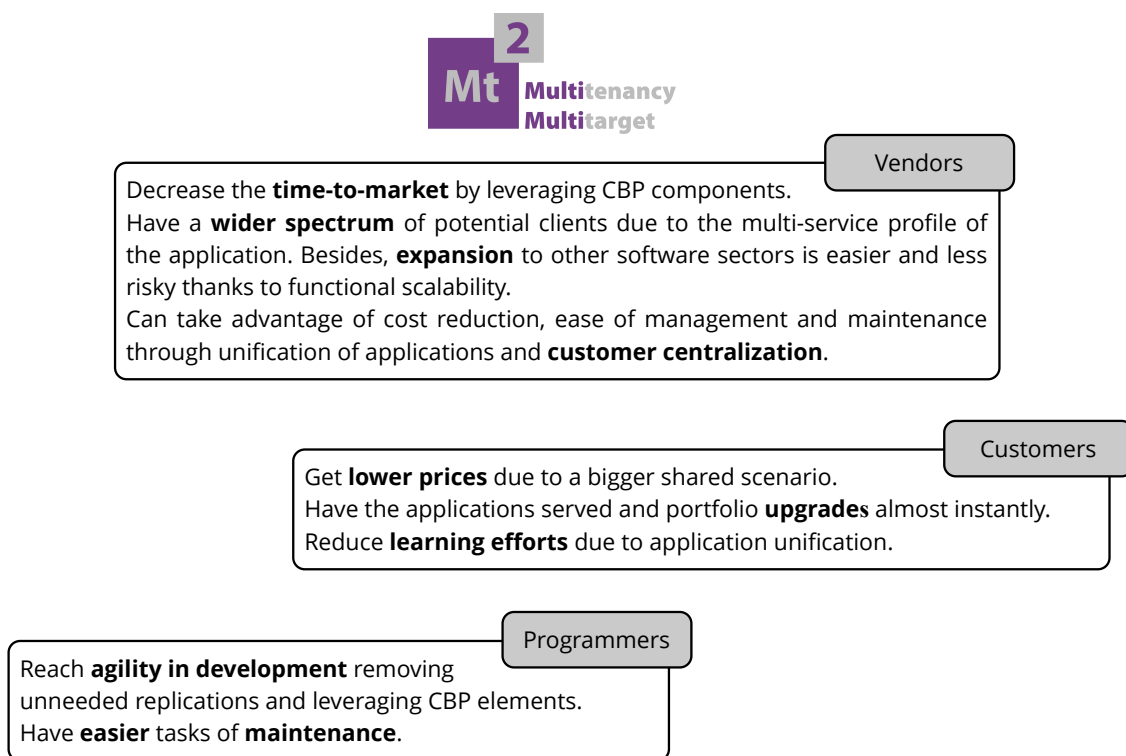 2
Mt
Multitenancy
Multitarget
Vendors
Decrease the time-to-market by leveraging CBP components.
Have a wider spectrum of potential clients due to the multi-service profile of
the application. Besides, expansion to other software sectors is easier and less
risky thanks to functional scalability.
Can take advantage of cost reduction, ease of management and maintenance
through unification of applications and customer centralization.
Customers
Get lower prices due to a bigger shared scenario.
Have the applications served and portfolio upgrades almost instantly.
Reduce learning efforts due to application unification.
Programmers
Reach agility in development removing
unneeded replications and leveraging CBP elements.
Have easier tasks of maintenance.